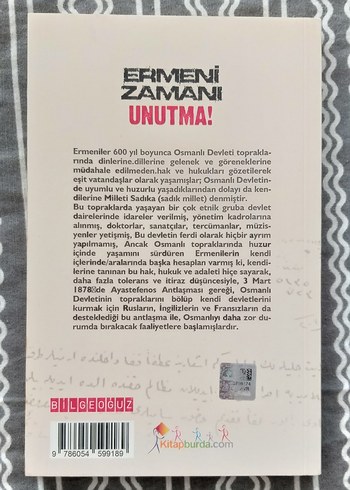 ERMENİ
ZAMANI
UNUTMA!
Ermeniler 600 yıl boyunca Osmanlı Devleti toprakla-
rında dinlerine.dillerine gelenek ve göreneklerine
müdahale edilmeden.hak ve hukukları gözetilerek
eşit vatandaşlar olarak yaşamışlar; Osmanlı Devletin-
de uyumlu ve huzurlu yaşadıklarından dolayı da ken-
dilerine Milleti Sadıka (sadık millet) denmiştir.
Bu topraklarda yaşayan bir çok etnik gruba devlet
dairelerinde idareler verilmiş, yönetim kadrolarına
alınmış, doktorlar, sanatçılar, tercümanlar, müzis-
yenler yetişmiş, Bu devletin ferdi olarak hiçbir ayrım
yapılmamış, Ancak Osmanlı topraklarında huzur
içinde yaşamını sürdüren Ermenilerin kendi
içlerinde/aralarında başka hesapları varmış ki, kendi-
lerine tanınan bu hak, hukuk ve adaleti hiçe sayarak,
daha fazla tolerans ve itiraz düşüncesiyle, 3 Mart
1878 de Ayastefenos Antlaşması gereği, Osmanlı
Devletinin topraklarını bölüp kendi devletlerini
kurmak için Rusların, İngilizlerin ve Fransızların da
desteklediği bu antlaşma ile, Osmanlıyı daha zor du-
rumda bırakacak faaliyetlere başlamışlardır.
BİLGEOĞUZ
9 786054 599189
Kitapburda.com